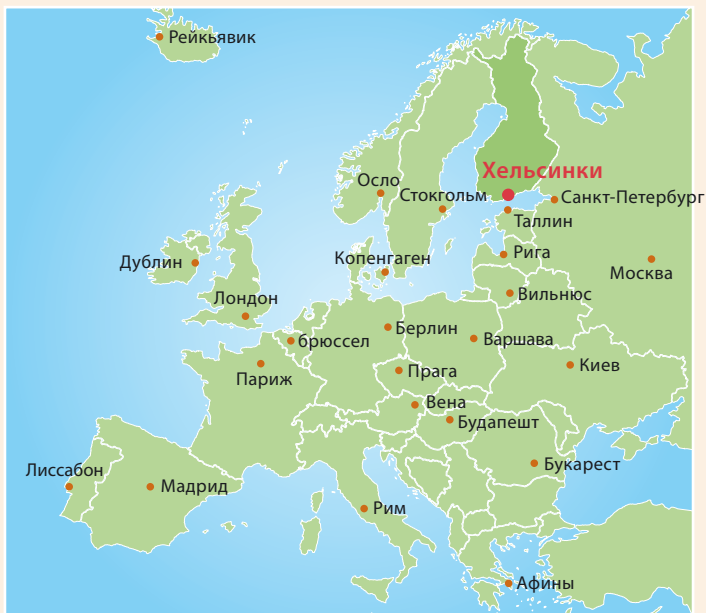 Рейкьявик
Хельсинки
Осло
Стокгольм
Санкт-Петербург
Таллин
Дублин
Копенгаген
Рига
Москва
Лондон
Вильнюс
брюссел
Берлин
Варшава
Париж
Прага
Киев
Вена
Будапешт
Лиссабон
Мадрид
Букарест
Рим
Афины